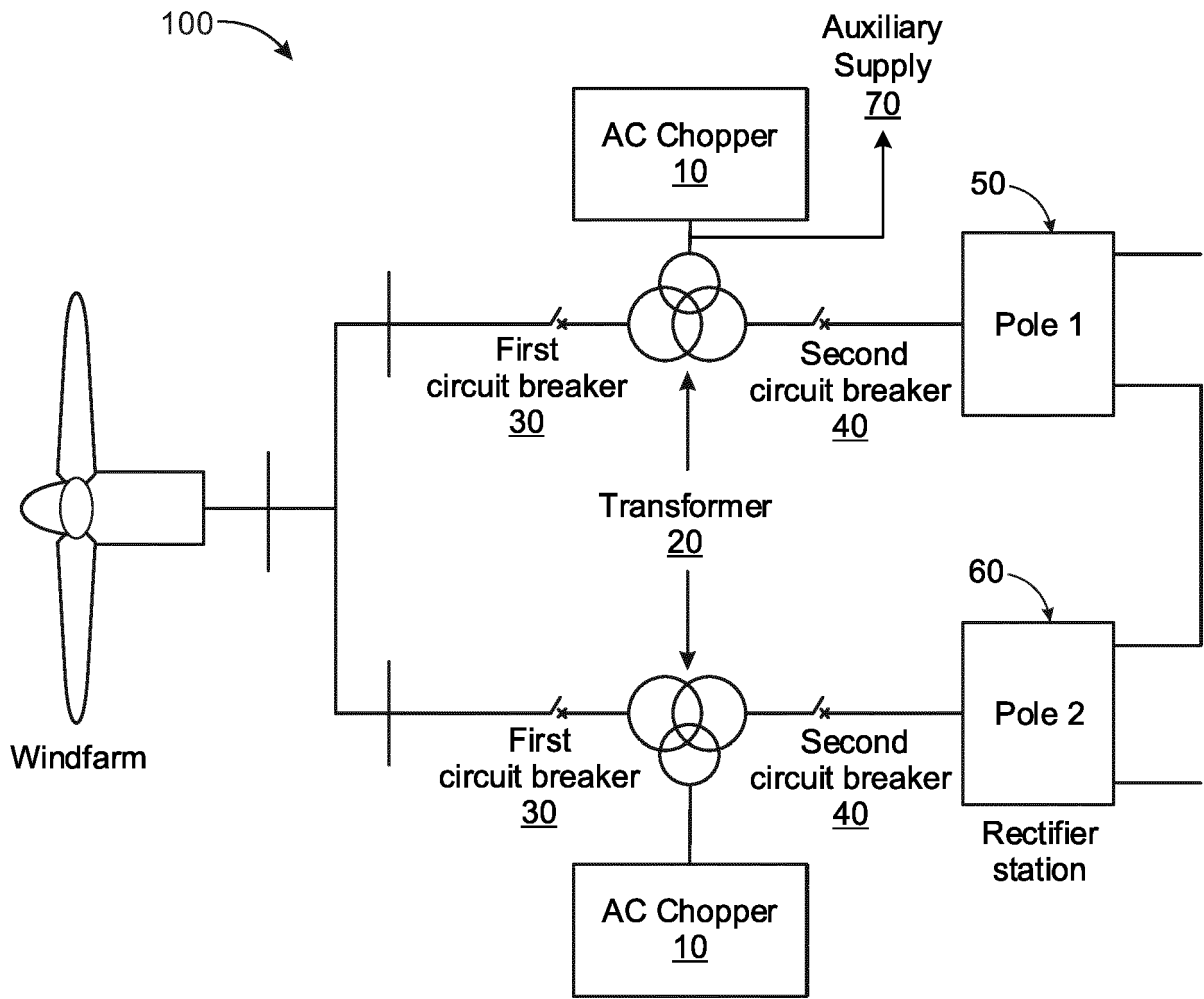 100
Auxiliary
Supply
70
AC Chopper
10
50
Pole 1
First
circuit breaker
30
Second
circuit breaker
40
Transformer
20
60
Pole 2
Windfarm
First
circuit breaker
30
Second
circuit breaker
40
Rectifier
station
AC Chopper
10